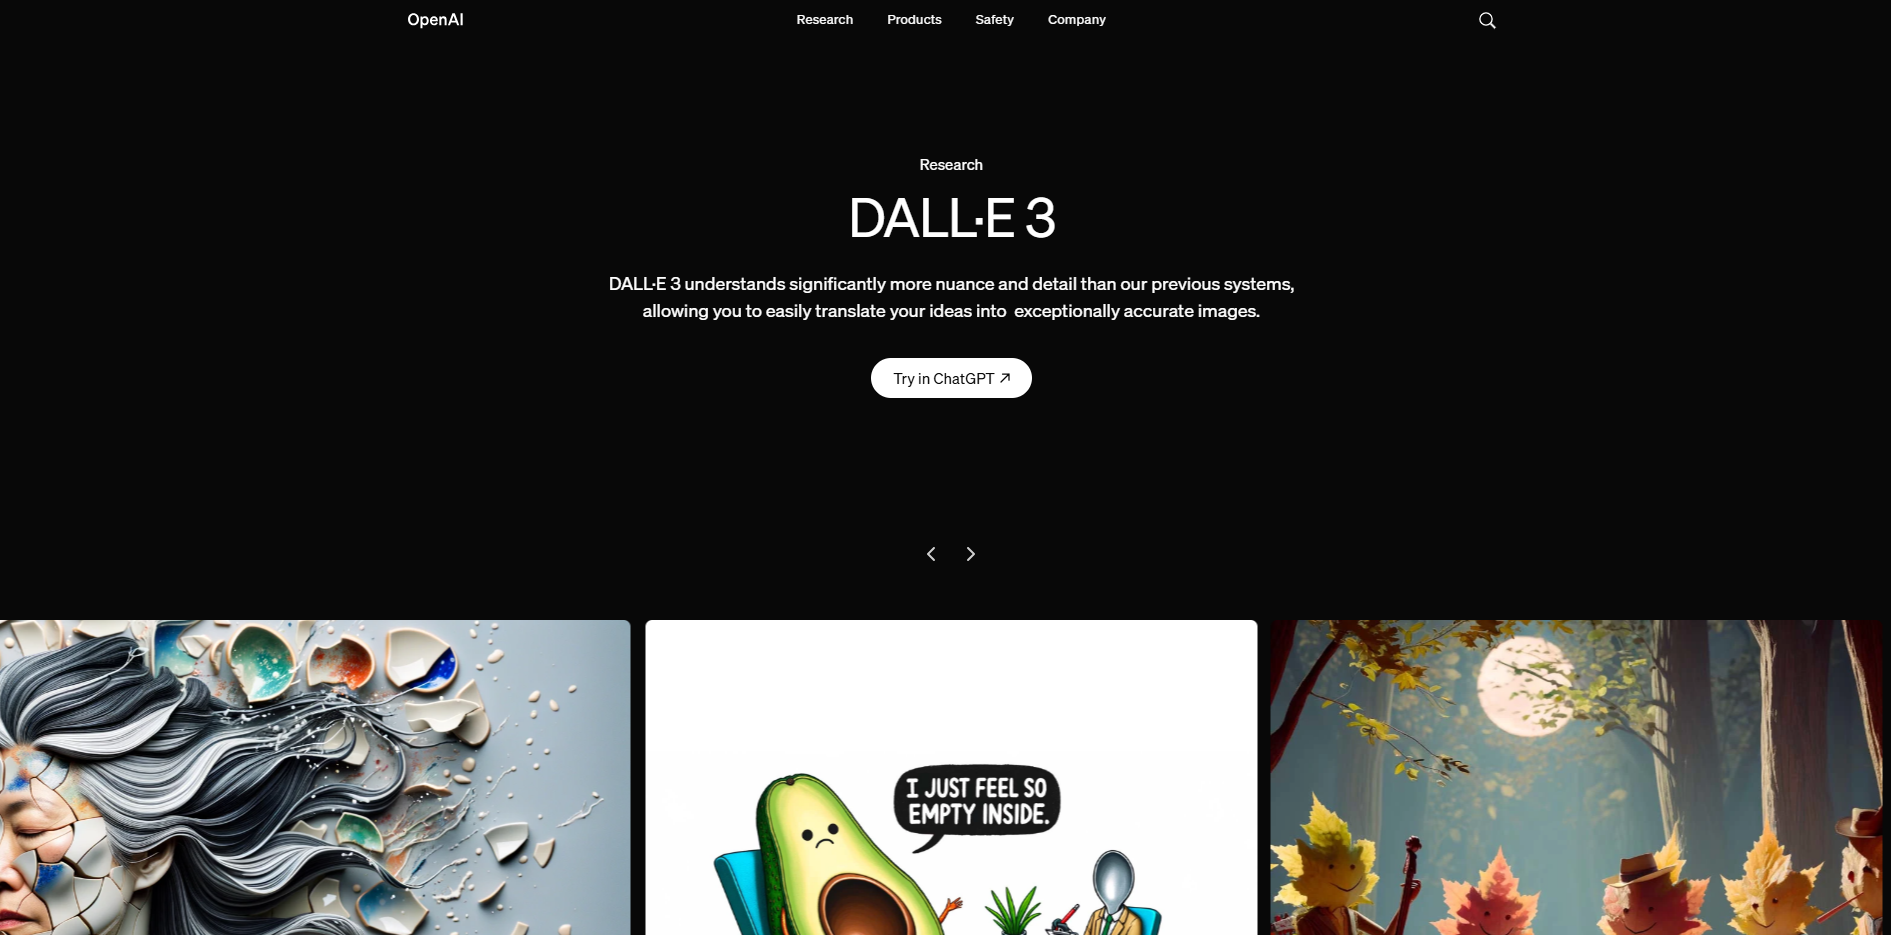 OpenAI
Research Products Safety Company
Research
DALL·E 3
DALL·E 3 understands significantly more nuance and detail than our previous systems,
allowing you to easily translate your ideas into exceptionally accurate images.
Try in ChatGPT ↗
I JUST FEEL SO
EMPTY INSIDE.